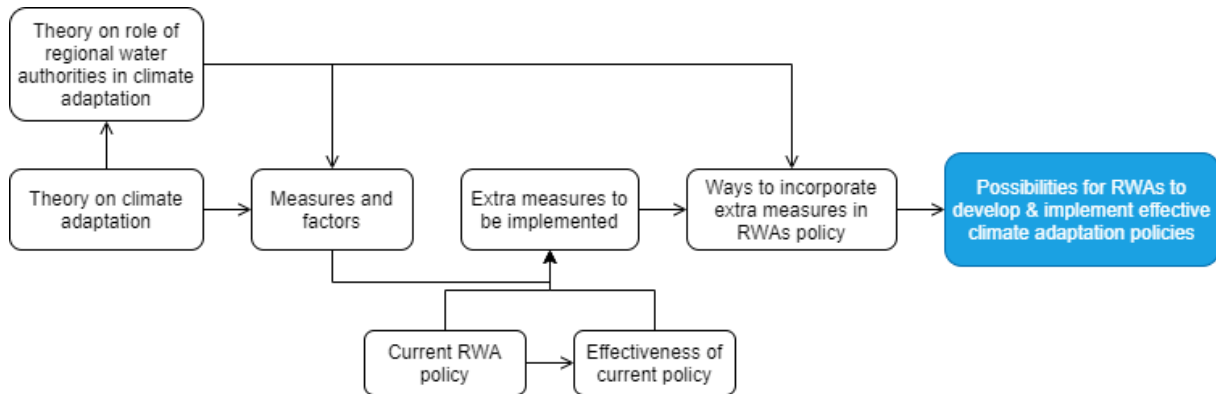 Theory on role of
regional water
authorities in climate
adaptation
Theory on climate
adaptation
Measures and
factors
Extra measures to
be implemented
Ways to incorporate
extra measures in
RWAs policy
Possibilities for RWAs to
develop & implement effective
climate adaptation policies
Current RWA
policy
Effectiveness of
current policy